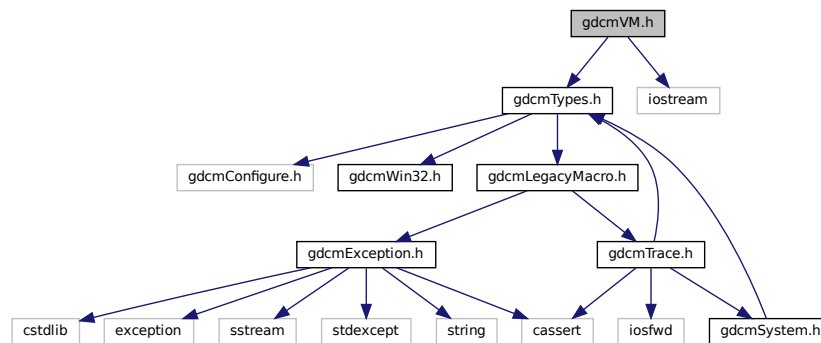 gdcmVM.h
gdcmTypes.h
iostream
gdcmConfigure.h
gdcmWin32.h
gdcmLegacyMacro.h
gdcmException.h
gdcmTrace.h
cstdlib
exception
sstream
stdexcept
string
cassert
iosfwd
gdcmSystem.h